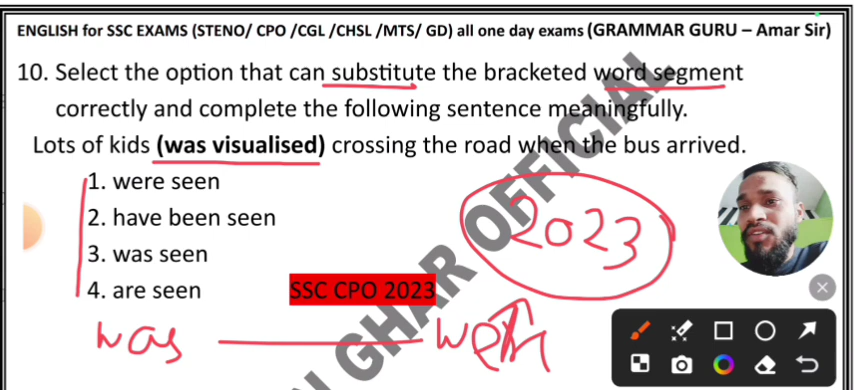 ENGLISH for SSC EXAMS (STENO/ CPO /CGL /CHSL /MTS/ GD) all one day exams (GRAMMAR GURU – Amar Sir)
10. Select the option that can substitute the bracketed word segment
correctly and complete the following sentence meaningfully.
Lots of kids (was visualised) crossing the road when the bus arrived.
1. were seen
2. have been seen
3. was seen
4. are seen
SSC CPO 2023
2023
was
GHAR OFFICIAL